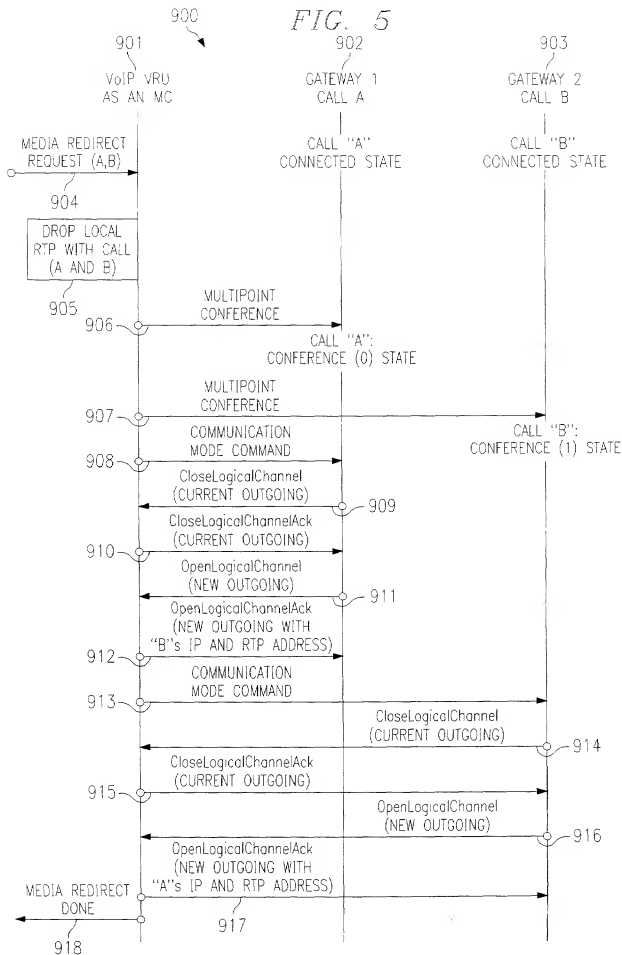 900
FIG. 5
901
902
903
VoIP VRU
AS AN MC
GATEWAY 1
CALL A
GATEWAY 2
CALL B
MEDIA REDIRECT
REQUEST (A,B)
904
CALL "A"
CONNECTED STATE
CALL "B"
CONNECTED STATE
DROP LOCAL
RTP WITH CALL
(A AND B)
905
MULTIPOINT
CONFERENCE
906
CALL "A":
CONFERENCE (0) STATE
MULTIPOINT
CONFERENCE
907
CALL "B":
CONFERENCE (1) STATE
COMMUNICATION
MODE COMMAND
908
CloseLogicalChannel
(CURRENT OUTGOING)
909
CloseLogicalChannelAck
(CURRENT OUTGOING)
910
OpenLogicalChannel
(NEW OUTGOING)
911
OpenLogicalChannelAck
(NEW OUTGOING WITH
"B"s IP AND RTP ADDRESS)
912
COMMUNICATION
MODE COMMAND
913
CloseLogicalChannel
(CURRENT OUTGOING)
914
CloseLogicalChannelAck
(CURRENT OUTGOING)
915
OpenLogicalChannel
(NEW OUTGOING)
916
OpenLogicalChannelAck
(NEW OUTGOING WITH
"A"s IP AND RTP ADDRESS)
917
MEDIA REDIRECT
DONE
918